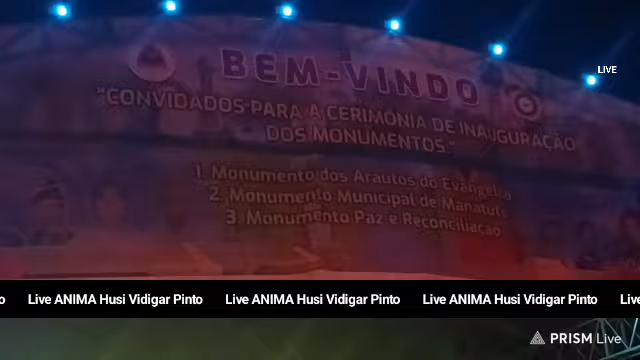 BEM-VINDO
LIVE
"CONVIDADOS PARA A CERIMÓNIA DE INAUGURAÇÃO
DOS MONUMENTOS."
1. Monumento dos Arautos do Evangelho
2. Monumento Municipal de Manatuto
3. Monumento Paz e Reconciliação
o Live ANIMA Husi Vidigar Pinto Live ANIMA Husi Vidigar Pinto Live ANIMA Husi Vidigar Pinto Live
PRISM Live